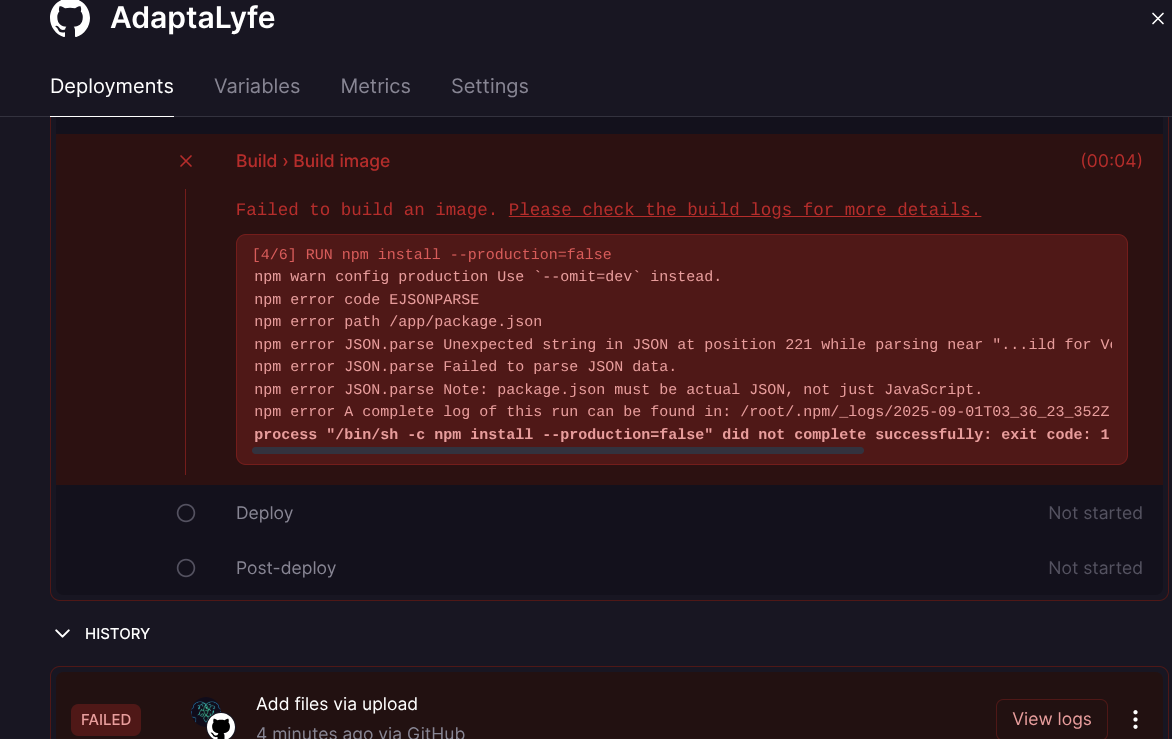 AdaptaLyfe
Deployments Variables Metrics Settings
Build › Build image (00:04)
Failed to build an image. Please check the build logs for more details.
[4/6] RUN npm install --production=false
npm warn config production Use `--omit=dev` instead.
npm error code EJSONPARSE
npm error path /app/package.json
npm error JSON.parse Unexpected string in JSON at position 221 while parsing near "...ild for
npm error JSON.parse Failed to parse JSON data.
npm error JSON.parse Note: package.json must be actual JSON, not just JavaScript.
npm error A complete log of this run can be found in: /root/.npm/_logs/2025-09-01T03_36_23_352Z
process "/bin/sh -c npm install --production=false" did not complete successfully: exit code: 1
Deploy Not started
Post-deploy Not started
HISTORY
Add files via upload
FAILED View logs
4 minutes ago via GitHub